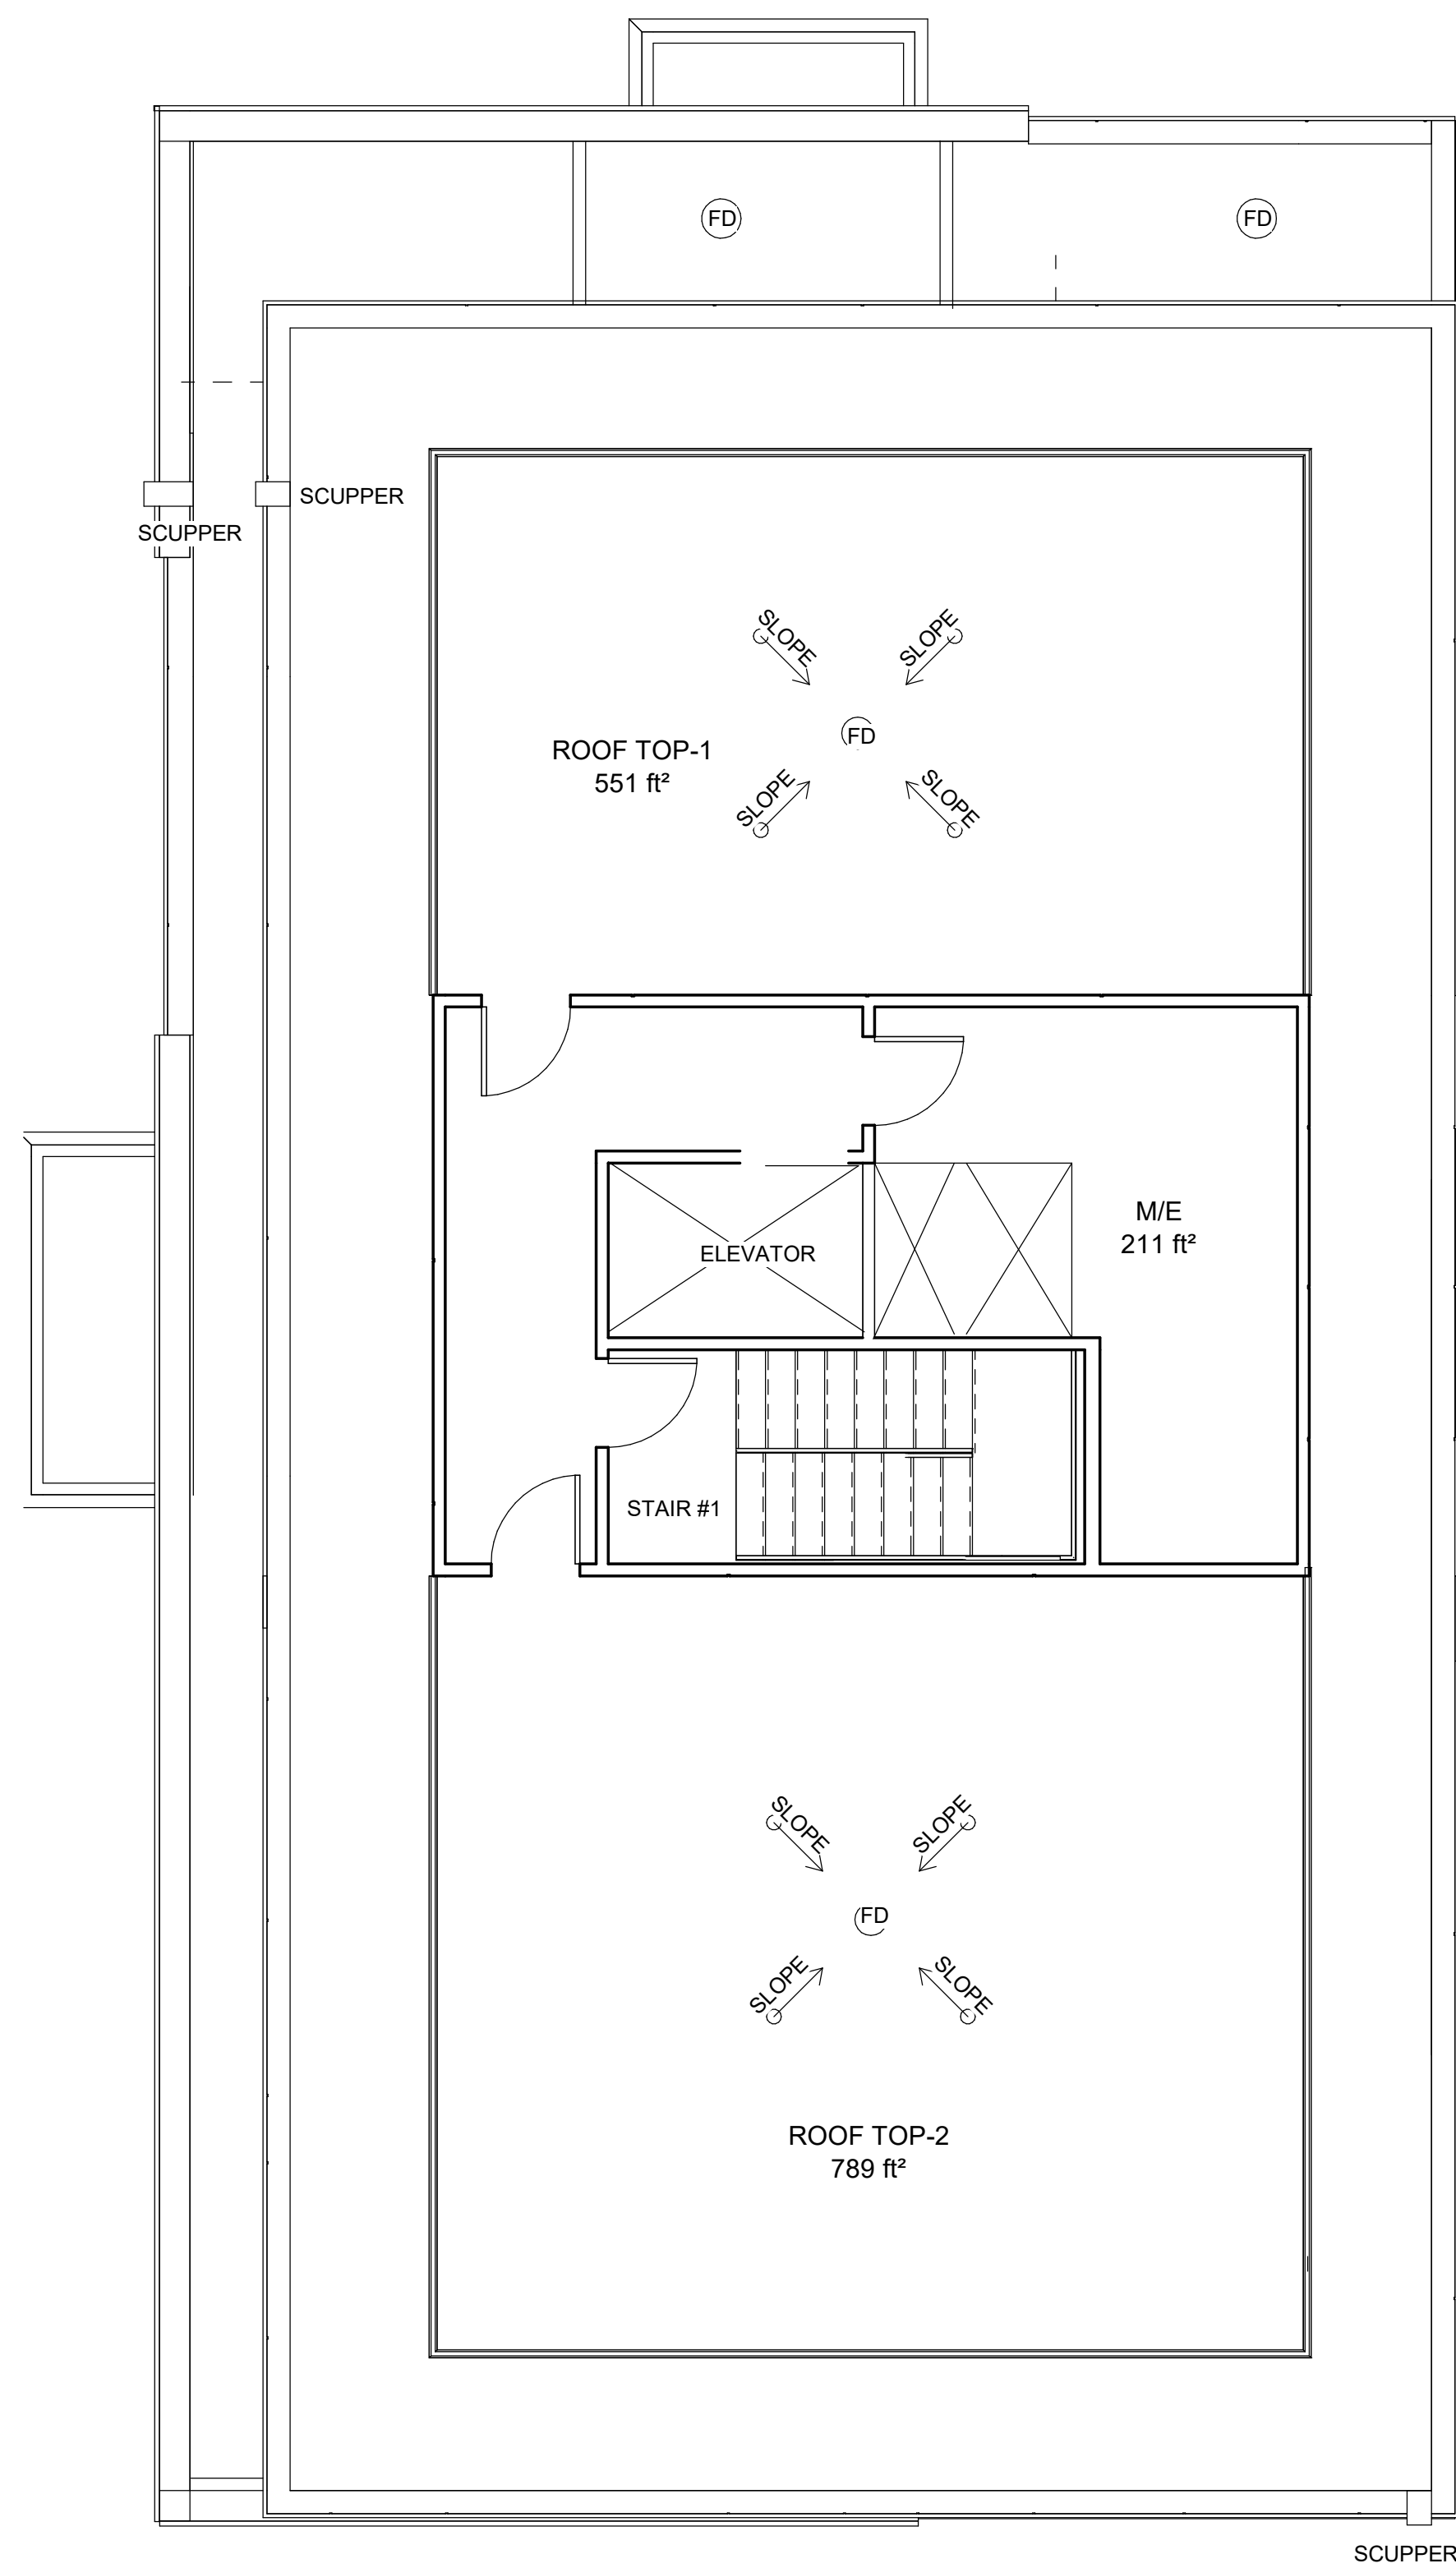 FD
FD
SCUPPER
SCUPPER
SLOPE
SLOPE
FD
ROOF TOP-1
551 ft²
SLOPE
SLOPE
M/E
211 ft²
ELEVATOR
STAIR #1
SLOPE
SLOPE
FD
SLOPE
SLOPE
ROOF TOP-2
789 ft²
SCUPPER